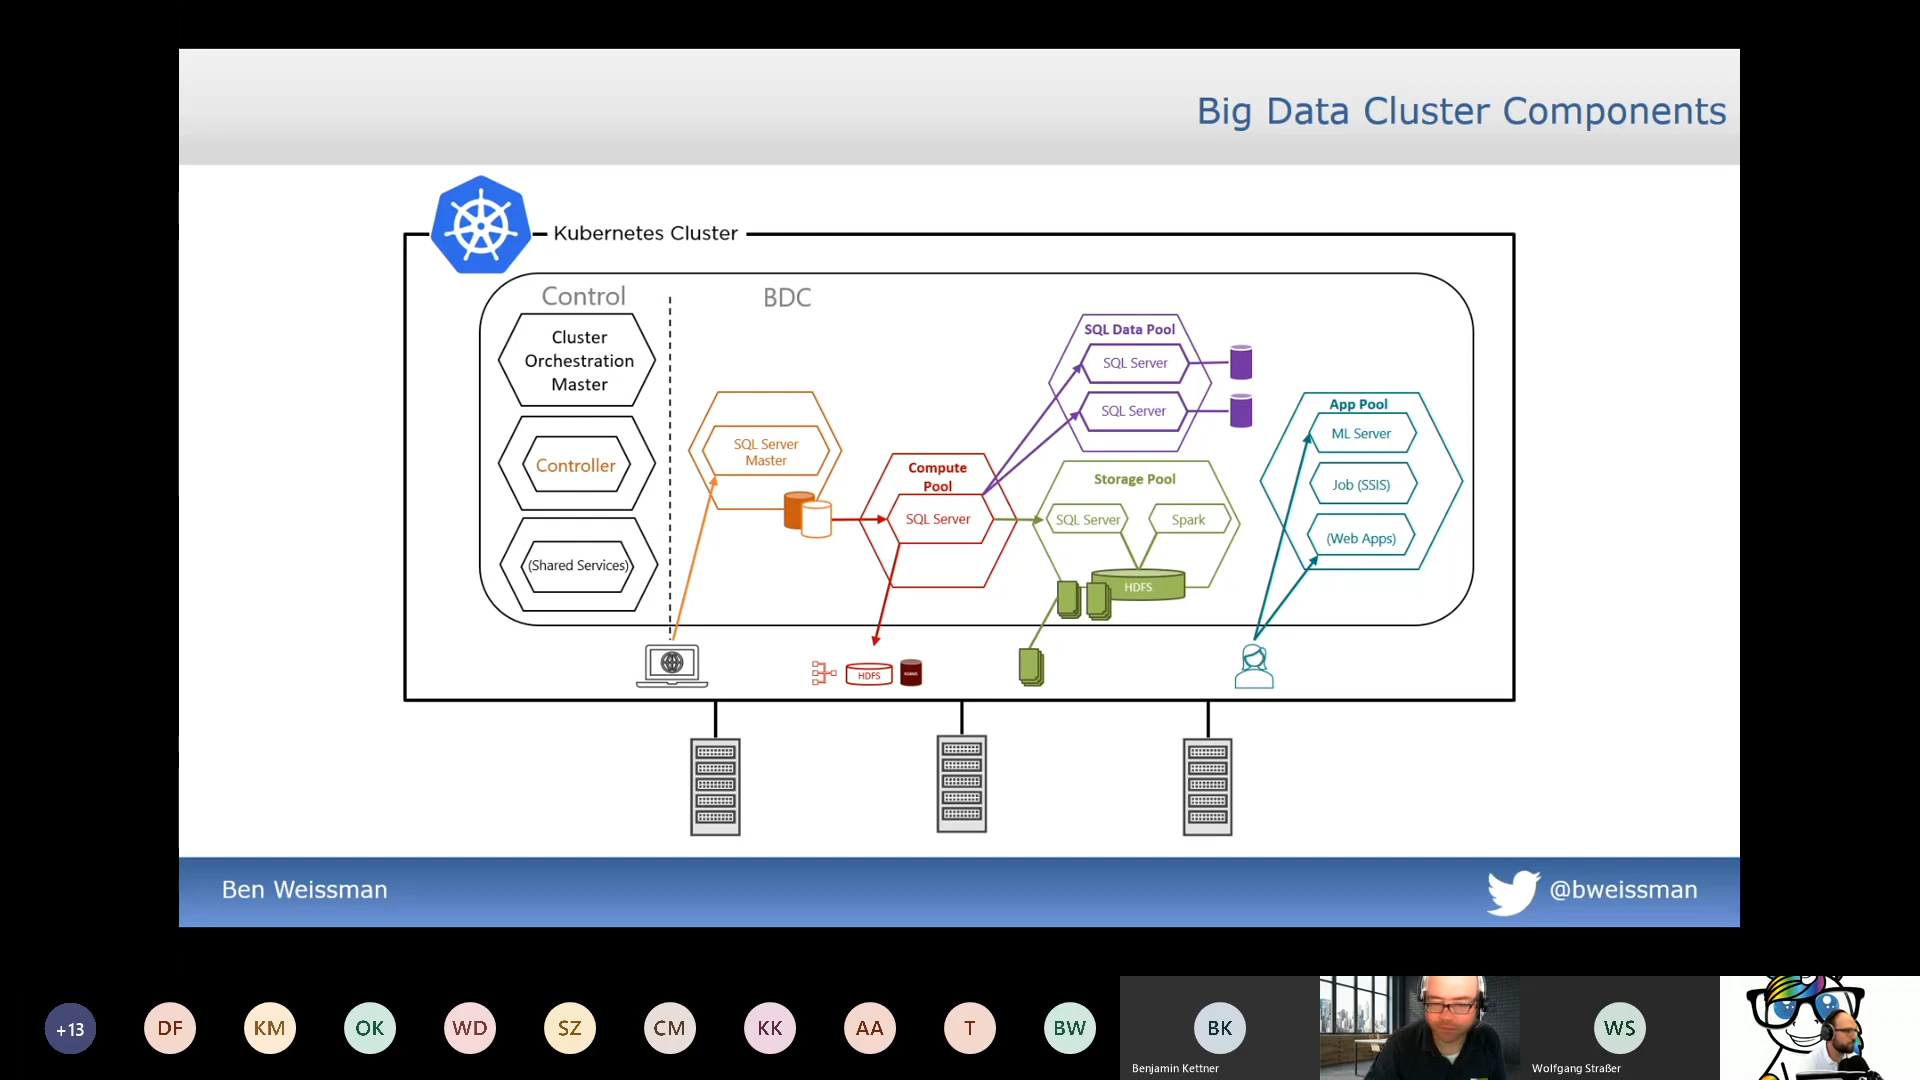 Big Data Cluster Components
Kubernetes Cluster
Control
BDC
Cluster
Orchestration
Master
Controller
(Shared Services)
SQL Server
Master
Compute
Pool
SQL Server
SQL Data Pool
SQL Server
SQL Server
Storage Pool
SQL Server
Spark
HDFS
App Pool
ML Server
Job (SSIS)
(Web Apps)
HDFS
Ben Weissman
@bweissman
+13
DF
KM
OK
WD
SZ
CM
KK
AA
T
BW
BK
Benjamin Kettner
WS
Wolfgang Straßer